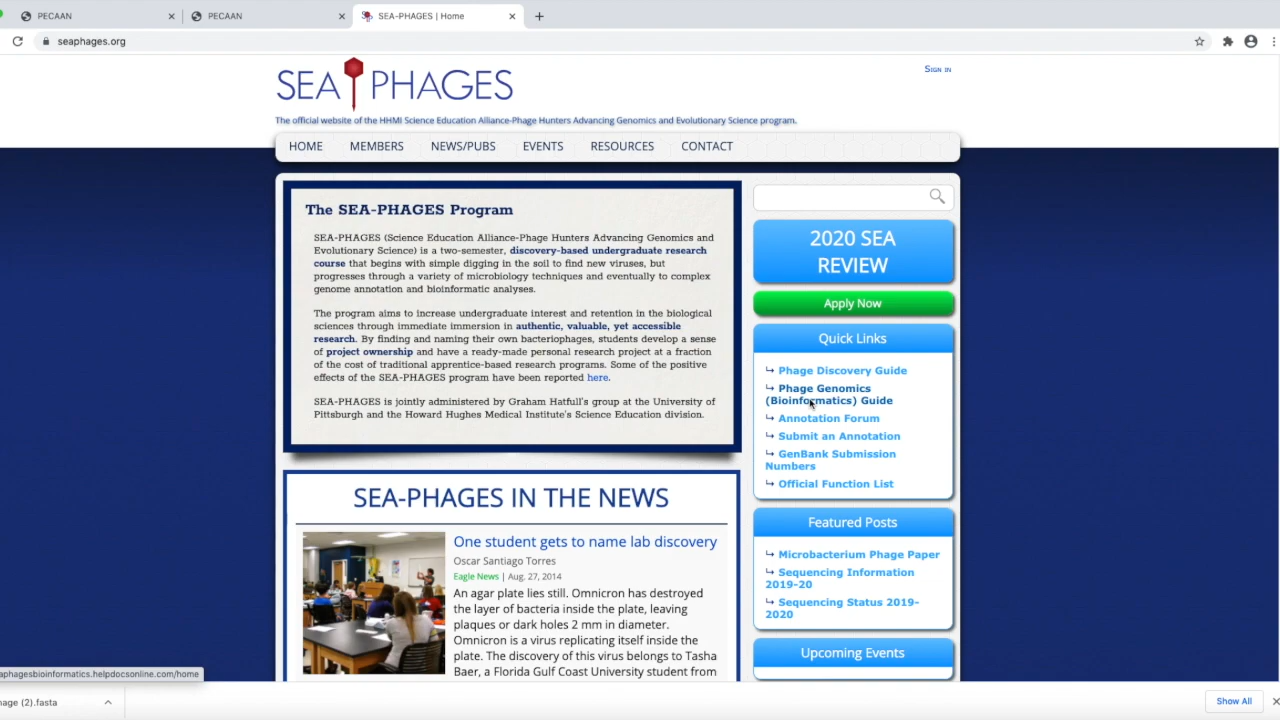 PECAAN
PECAAN
SEA-PHAGES | Home
seaphages.org
SEA PHAGES
Sign in
The official website of the HHMI Science Education Alliance-Phage Hunters Advancing Genomics and Evolutionary Science program.
HOME
MEMBERS
NEWS/PUBS
EVENTS
RESOURCES
CONTACT
The SEA-PHAGES Program
SEA-PHAGES (Science Education Alliance-Phage Hunters Advancing Genomics and
Evolutionary Science) is a two-semester, discovery-based undergraduate research
course that begins with simple digging in the soil to find new viruses, but
progresses through a variety of microbiology techniques and eventually to complex
genome annotation and bioinformatic analyses.
The program aims to increase undergraduate interest and retention in the biological
sciences through immediate immersion in authentic, valuable, yet accessible
research. By finding and naming their own bacteriophages, students develop a sense
of project ownership and have a ready-made personal research project at a fraction
of the cost of traditional apprentice-based research programs. Some of the positive
effects of the SEA-PHAGES program have been reported here.
SEA-PHAGES is jointly administered by Graham Hatfull's group at the University of
Pittsburgh and the Howard Hughes Medical Institute's Science Education division.
SEA-PHAGES IN THE NEWS
One student gets to name lab discovery
Oscar Santiago Torres
Eagle News | Aug. 27, 2014
An agar plate lies still. Omnicron has destroyed
the layer of bacteria inside the plate, leaving
plaques or dark holes 2 mm in diameter.
Omnicron is a virus replicating itself inside the
plate. The discovery of this virus belongs to Tasha
Baer, a Florida Gulf Coast University student from
2020 SEA
REVIEW
Apply Now
Quick Links
Phage Discovery Guide
Phage Genomics
(Bioinformatics) Guide
Annotation Forum
Submit an Annotation
GenBank Submission
Numbers
Official Function List
Featured Posts
Microbacterium Phage Paper
Sequencing Information
2019-20
Sequencing Status 2019-
2020
Upcoming Events
aphagesbioinformatics.helpdocsonline.com/home
nage (2).fasta
Show All